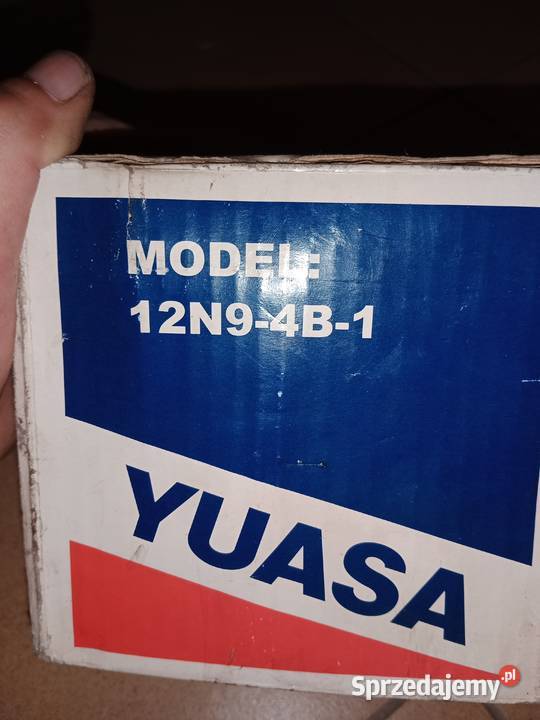 MODEL:
12N9-4B-1
YUASA
Sprzedajemy.pl